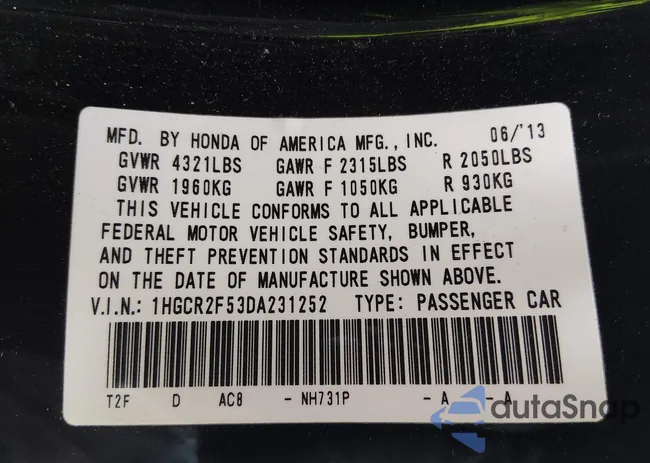 MFD. BY HONDA OF AMERICA MFG., INC. 06/'13
GVWR 4321LBS GAWR F 2315LBS R 2050LBS
GVWR 1960KG GAWR F 1050KG R 930KG
THIS VEHICLE CONFORMS TO ALL APPLICABLE
FEDERAL MOTOR VEHICLE SAFETY, BUMPER,
AND THEFT PREVENTION STANDARDS IN EFFECT
ON THE DATE OF MANUFACTURE SHOWN ABOVE.
V.I.N.: 1HGCR2F53DA231252 TYPE: PASSENGER CAR
T2F D AC8 - NH731P - A - A
autaSnap